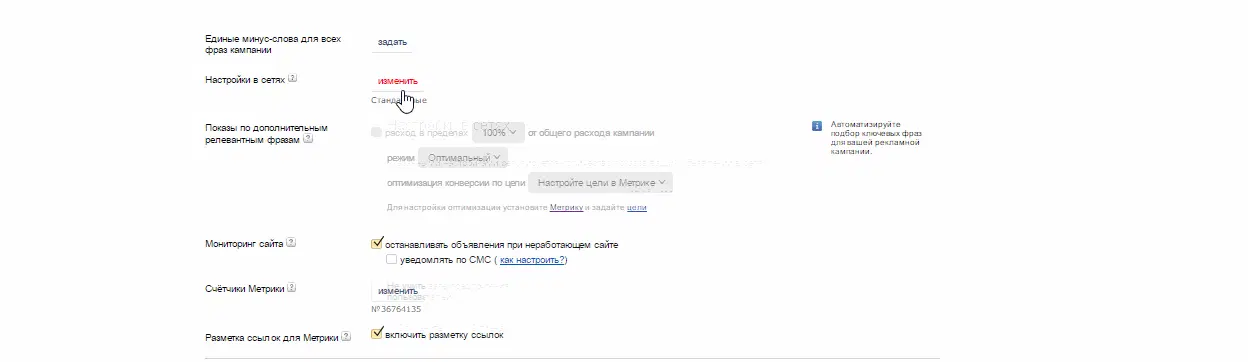 Единые минус-слова для всех
фраз кампании
задать
Настройки в сетях ?
изменить
Стандартные
Показы по дополнительным
релевантным фразам ?
расход в пределах 100% от общего расхода кампании
режим Оптимальный
оптимизация конверсии по цели Настройте цели в Метрике
Для настройки оптимизации установите Метрику и задайте цели
i Автоматизируйте
подбор ключевых фраз
для вашей рекламной
кампании.
Мониторинг сайта ?
останавливать объявления при неработающем сайте
уведомлять по СМС ( как настроить?)
Счётчики Метрики ?
изменить
№36764135
Разметка ссылок для Метрики ?
включить разметку ссылок